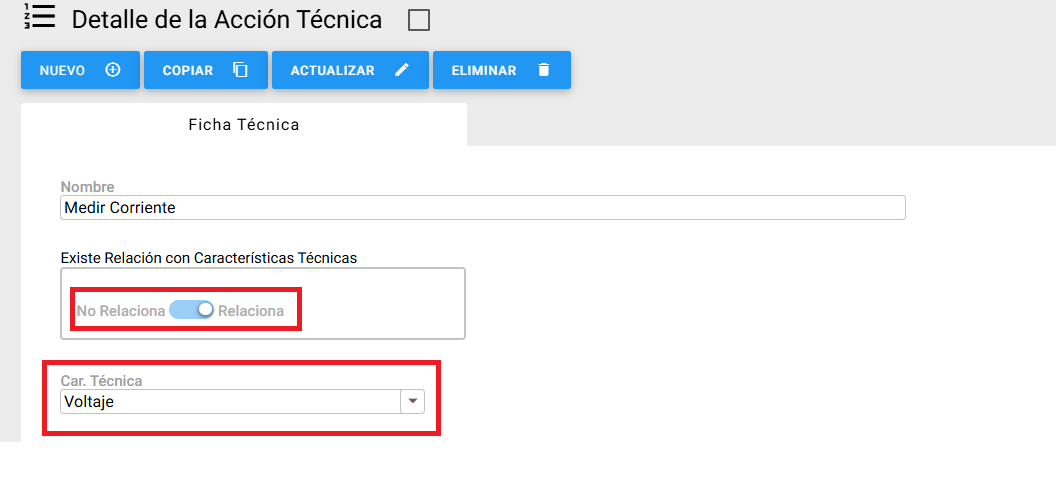 Detalle de la Acción Técnica
NUEVO COPIAR ACTUALIZAR ELIMINAR
Ficha Técnica
Nombre
Medir Corriente
Existe Relación con Características Técnicas
No Relaciona Relaciona
Car. Técnica
Voltaje